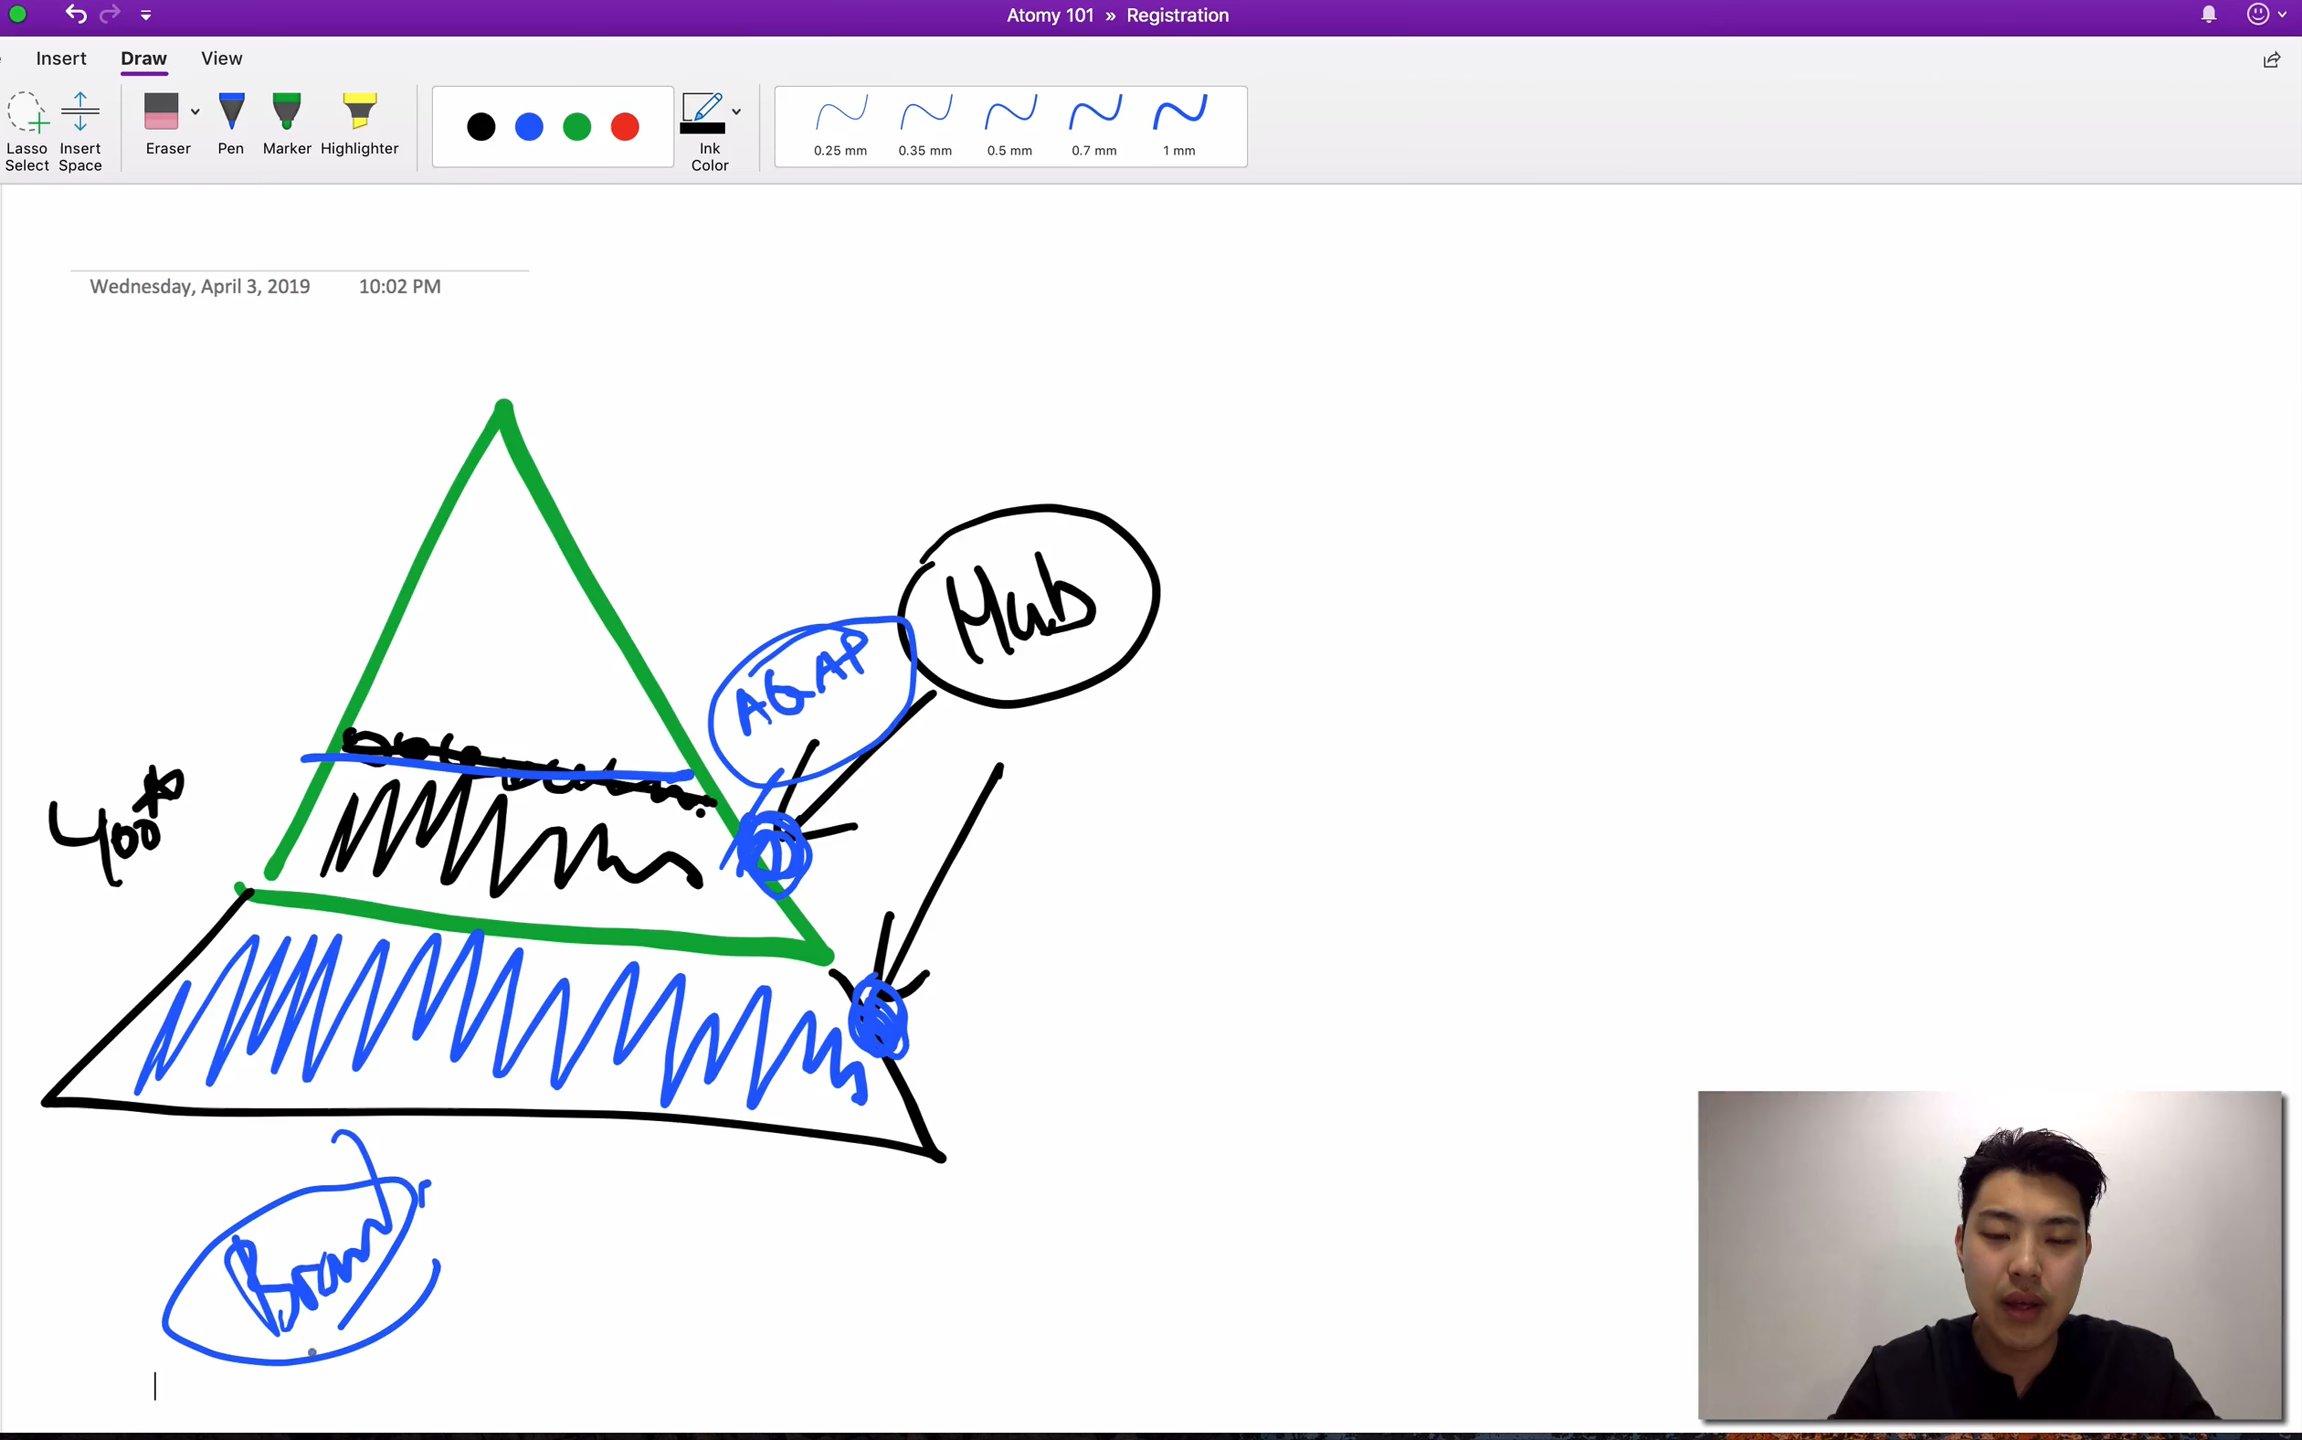 Atomy 101 » Registration
Insert Draw View
Lasso Select
Insert Space
Eraser
Pen
Marker
Highlighter
Ink Color
0.25 mm
0.35 mm
0.5 mm
0.7 mm
1 mm
Wednesday, April 3, 2019 10:02 PM
Mub
AQAP
400